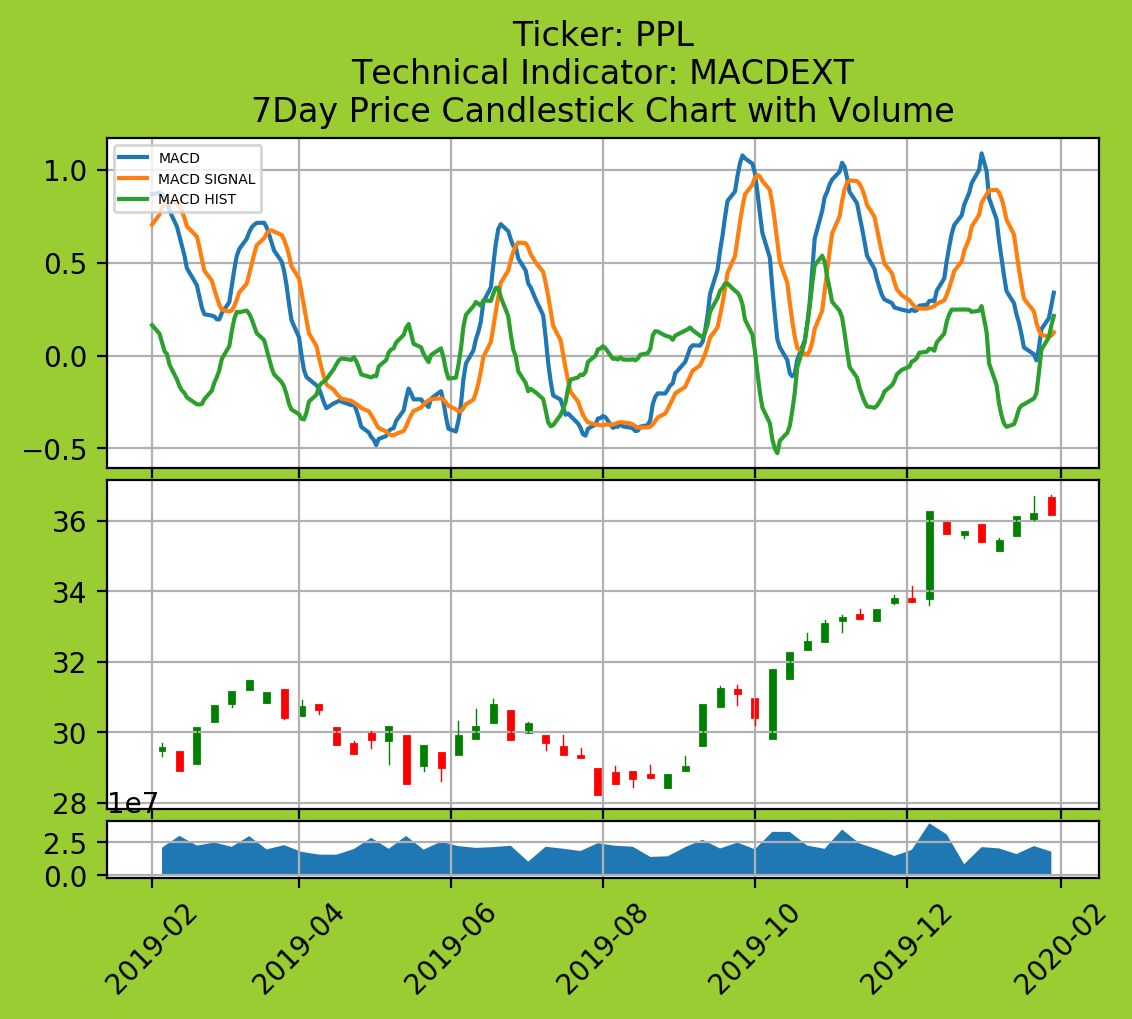 Ticker: PPL
Technical Indicator: MACDEXT
7Day Price Candlestick Chart with Volume
MACD
MACD SIGNAL
MACD HIST
1.0
0.5
0.0
−0.5
36
34
32
30
28
1e7
2.5
0.0
2019-02
2019-04
2019-06
2019-08
2019-10
2019-12
2020-02